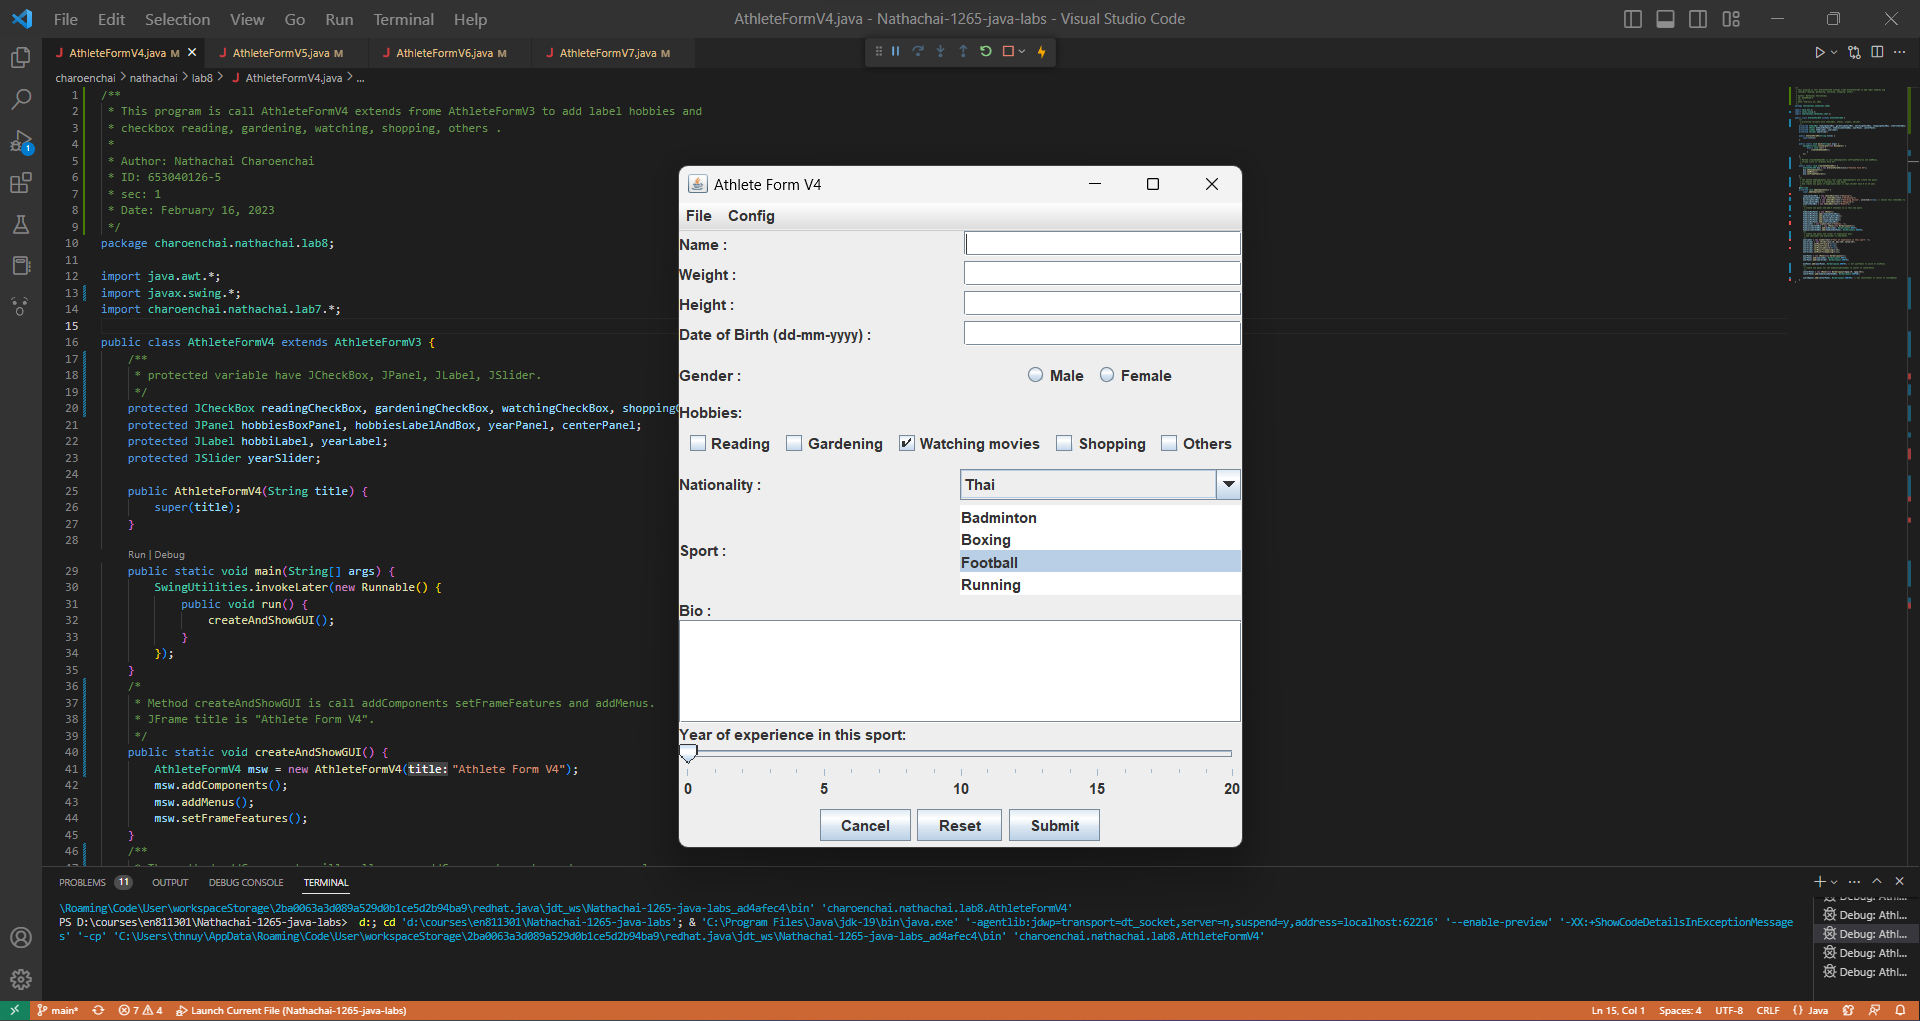 File Edit Selection View Go Run Terminal Help
AthleteFormV4.java - Nathachai-1265-java-labs - Visual Studio Code
AthleteFormV4.java M
AthleteFormV5.java M
AthleteFormV6.java M
AthleteFormV7.java M
charoenchai > nathachai > lab8 > J AthleteFormV4.java > ...
1 /**
2 * This program is call AthleteFormV4 extends frome AthleteFormV3 to add label hobbies and
3 * checkbox reading, gardening, watching, shopping, others .
4 *
5 * Author: Nathachai Charoenchai
6 * ID: 653040126-5
7 * sec: 1
8 * Date: February 16, 2023
9 */
10 package charoenchai.nathachai.lab8;
11
12 import java.awt.*;
13 import javax.swing.*;
14 import charoenchai.nathachai.lab7.*;
15
16 public class AthleteFormV4 extends AthleteFormV3 {
17 /**
18 * protected variable have JCheckBox, JPanel, JLabel, JSlider.
19 */
20 protected JCheckBox readingCheckBox, gardeningCheckBox, watchingCheckBox, shopping
21 protected JPanel hobbiesBoxPanel, hobbiesLabelAndBox, yearPanel, centerPanel;
22 protected JLabel hobbiLabel, yearLabel;
23 protected JSlider yearSlider;
24
25 public AthleteFormV4(String title) {
26 super(title);
27 }
28
Run | Debug
29 public static void main(String[] args) {
30 SwingUtilities.invokeLater(new Runnable() {
31 public void run() {
32 createAndShowGUI();
33 }
34 });
35 }
36 /*
37 * Method createAndShowGUI is call addComponents setFrameFeatures and addMenus.
38 * JFrame title is "Athlete Form V4".
39 */
40 public static void createAndShowGUI() {
41 AthleteFormV4 msw = new AthleteFormV4(title: "Athlete Form V4");
42 msw.addComponents();
43 msw.addMenus();
44 msw.setFrameFeatures();
45 }
46 /**
Athlete Form V4
File Config
Name :
Weight :
Height :
Date of Birth (dd-mm-yyyy) :
Gender : Male Female
Hobbies:
Reading Gardening Watching movies Shopping Others
Nationality : Thai
Sport :
Badminton
Boxing
Football
Running
Bio :
Year of experience in this sport:
0 5 10 15 20
Cancel Reset Submit
PROBLEMS 11 OUTPUT DEBUG CONSOLE TERMINAL
\Roaming\Code\User\workspaceStorage\2ba0063a3d089a529d0b1ce5d2b94ba9\redhat.java\jdt_ws\Nathachai-1265-java-labs_ad4afec4\bin' 'charoenchai.nathachai.lab8.AthleteFormV4'
PS D:\courses\en811301\Nathachai-1265-java-labs> d:; cd 'd:\courses\en811301\Nathachai-1265-java-labs'; & 'C:\Program Files\Java\jdk-19\bin\java.exe' '-agentlib:jdwp=transport=dt_socket,server=n,suspend=y,address=localhost:62216' '--enable-preview' '-XX:+ShowCodeDetailsInExceptionMessage
s' '-cp' 'C:\Users\thnuy\AppData\Roaming\Code\User\workspaceStorage\2ba0063a3d089a529d0b1ce5d2b94ba9\redhat.java\jdt_ws\Nathachai-1265-java-labs_ad4afec4\bin' 'charoenchai.nathachai.lab8.AthleteFormV4'
Debug: Athl...
Debug: Athl...
Debug: Athl...
Debug: Athl...
main* 7 4 Launch Current File (Nathachai-1265-java-labs)
Ln 15, Col 1 Spaces: 4 UTF-8 CRLF {} Java